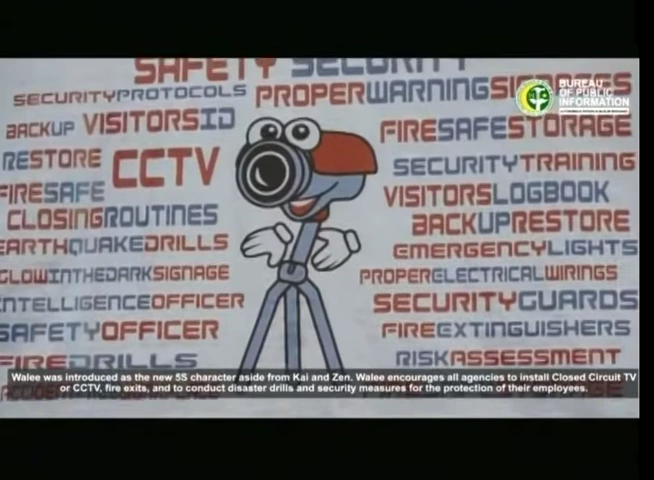 SAFETY SECURITY
SECURITYPROTOCOLS
PROPERWARNINGSIGNAGES
BUREAU
OF PUBLIC
INFORMATION
BACKUP VISITORSID
FIRESAFESTORAGE
RESTORE CCTV
SECURITYTRAINING
FIRESAFE
VISITORSLOGBOOK
CLOSINGROUTINES
BACKUPRESTORE
EARTHQUAKEDRILLS
EMERGENCYLIGHTS
GLOWINTHEDARKSIGNAGE
PROPERELECTRICALWIRINGS
INTELLIGENCEOFFICER
SECURITYGUARDS
SAFETYOFFICER
FIREEXTINGUISHERS
FIREDRILLS
RISKASSESSMENT
Walee was introduced as the new 5S character aside from Kai and Zen. Walee encourages all agencies to install Closed Circuit TV
or CCTV, fire exits, and to conduct disaster drills and security measures for the protection of their employees.